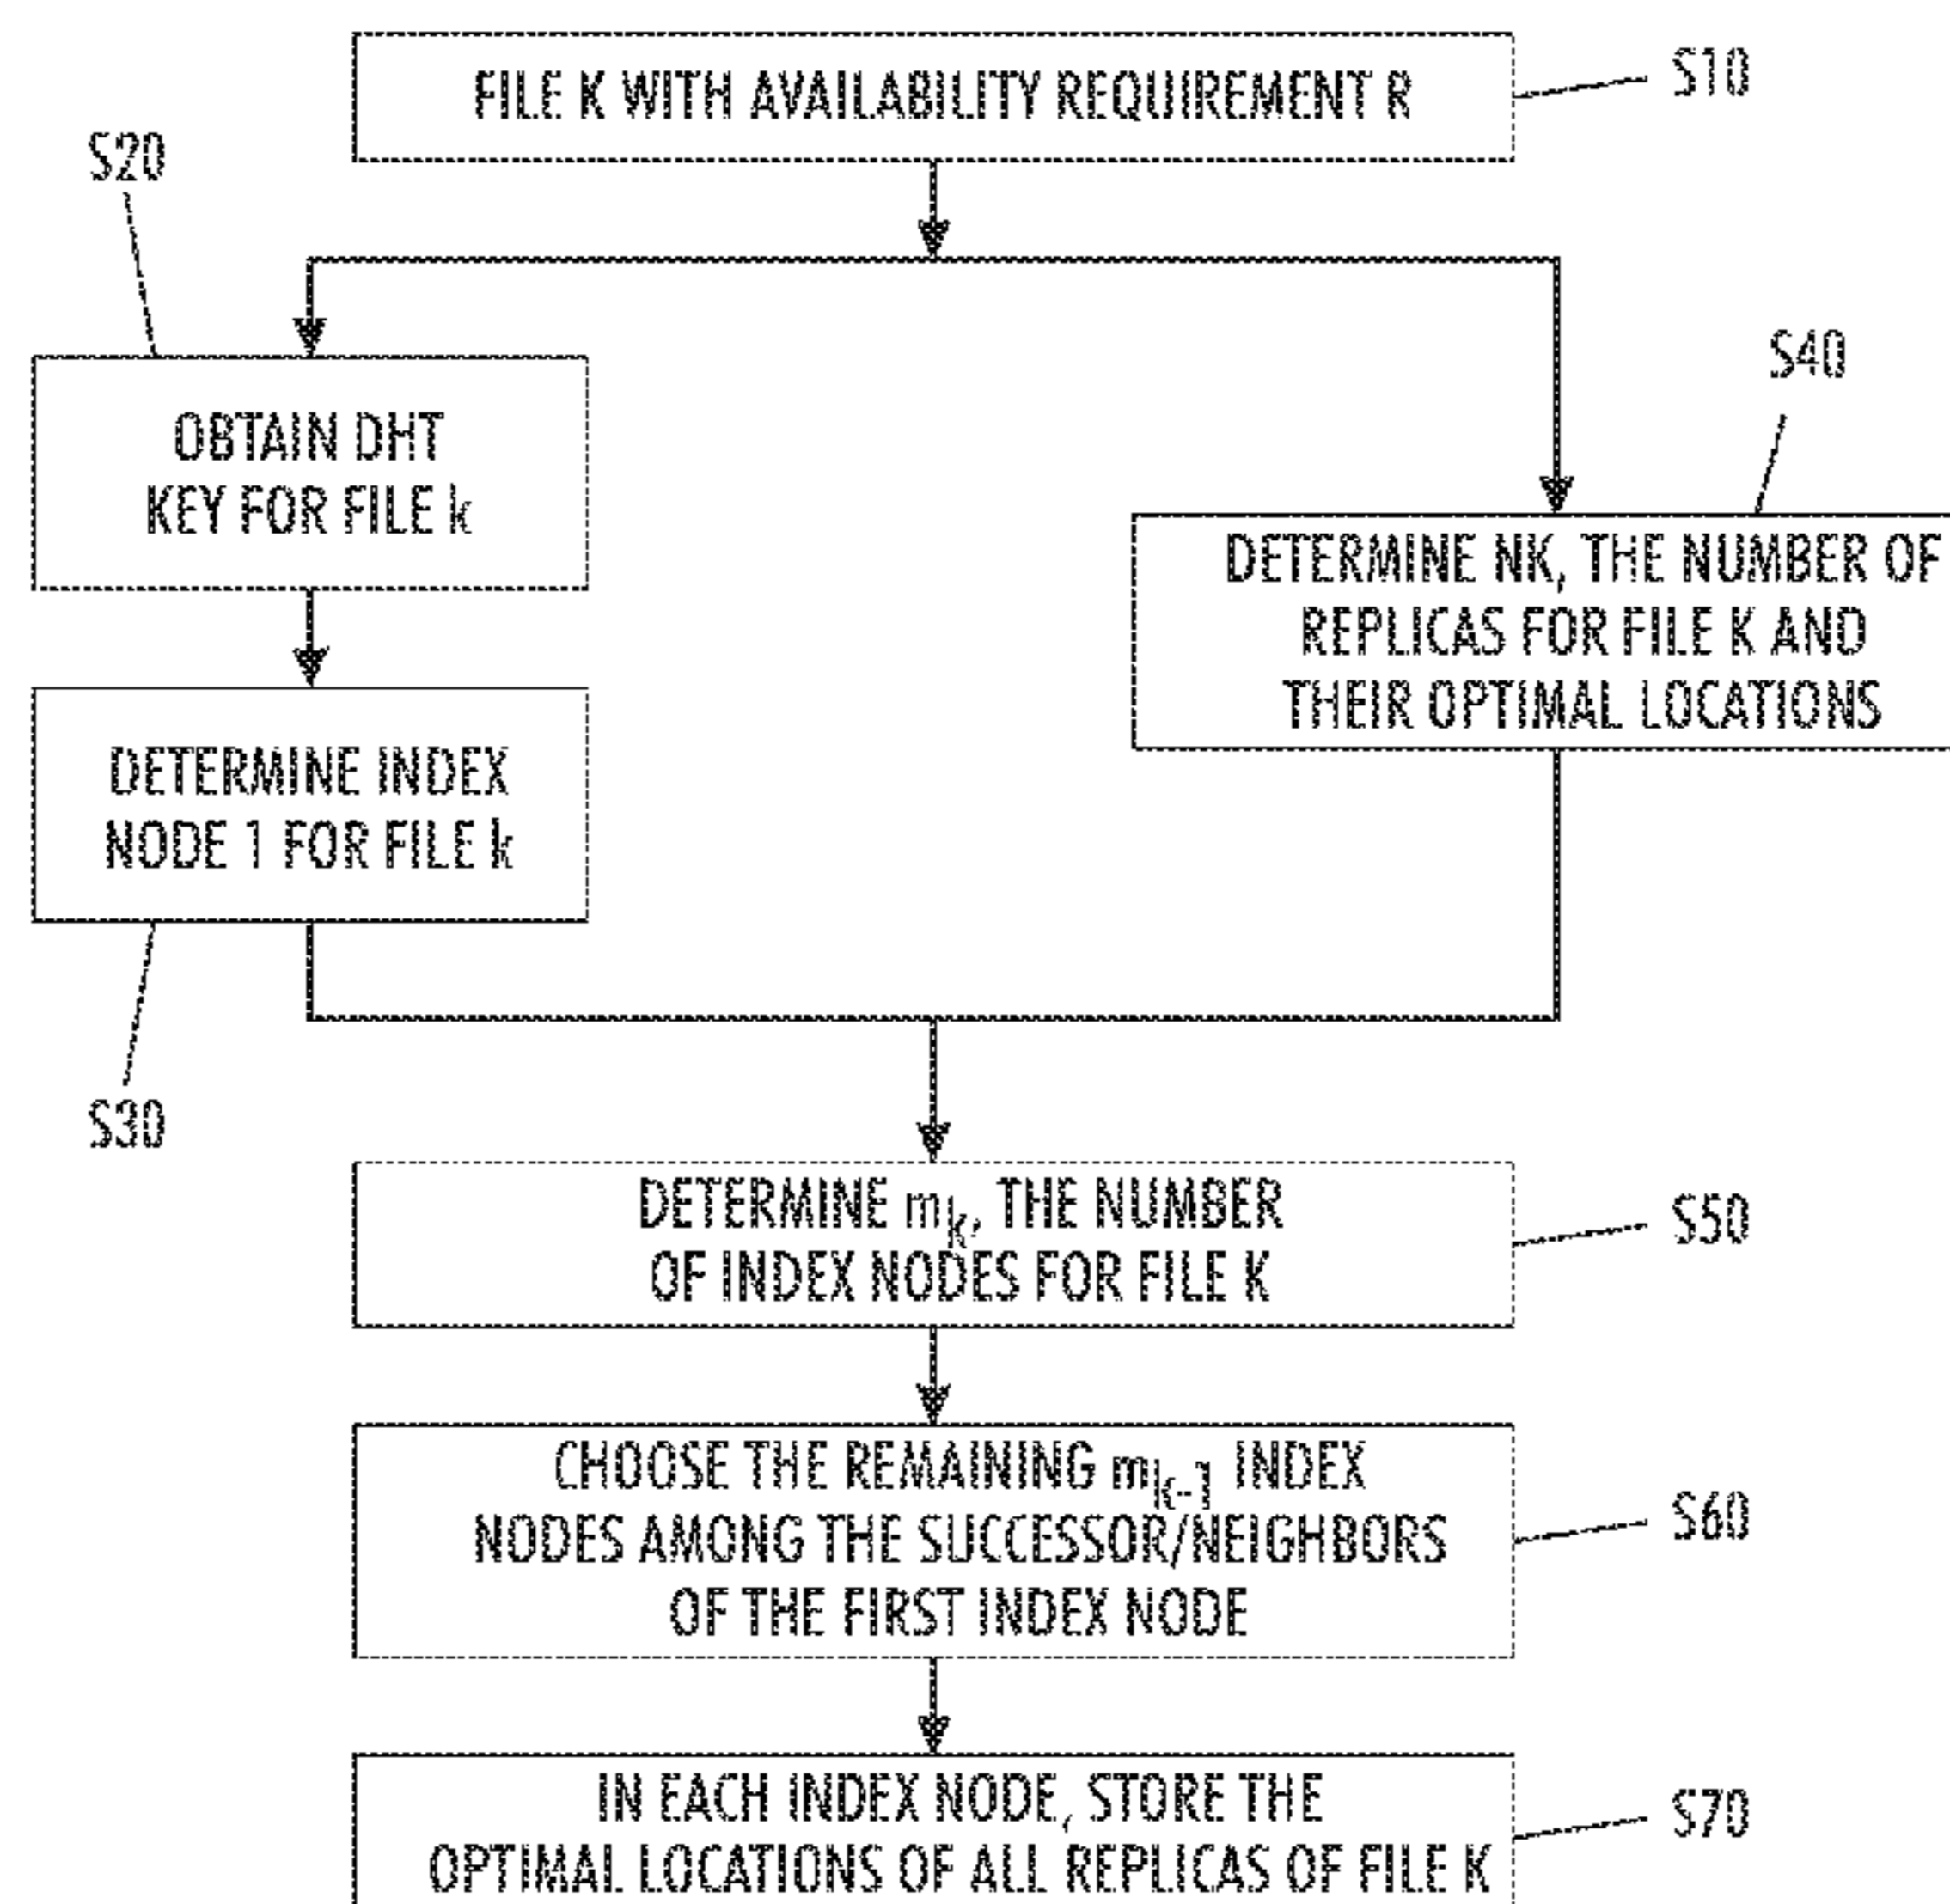 FILE K WITH AVAILABILITY REQUIREMENT R
S10
S20
OBTAIN DHT
KEY FOR FILE k
S40
DETERMINE NK, THE NUMBER OF
REPLICAS FOR FILE K AND
THEIR OPTIMAL LOCATIONS
DETERMINE INDEX
NODE 1 FOR FILE k
S30
DETERMINE mk, THE NUMBER
OF INDEX NODES FOR FILE K
S50
CHOOSE THE REMAINING mk-1 INDEX
NODES AMONG THE SUCCESSOR/NEIGHBORS
OF THE FIRST INDEX NODE
S60
IN EACH INDEX NODE, STORE THE
OPTIMAL LOCATIONS OF ALL REPLICAS OF FILE K
S70